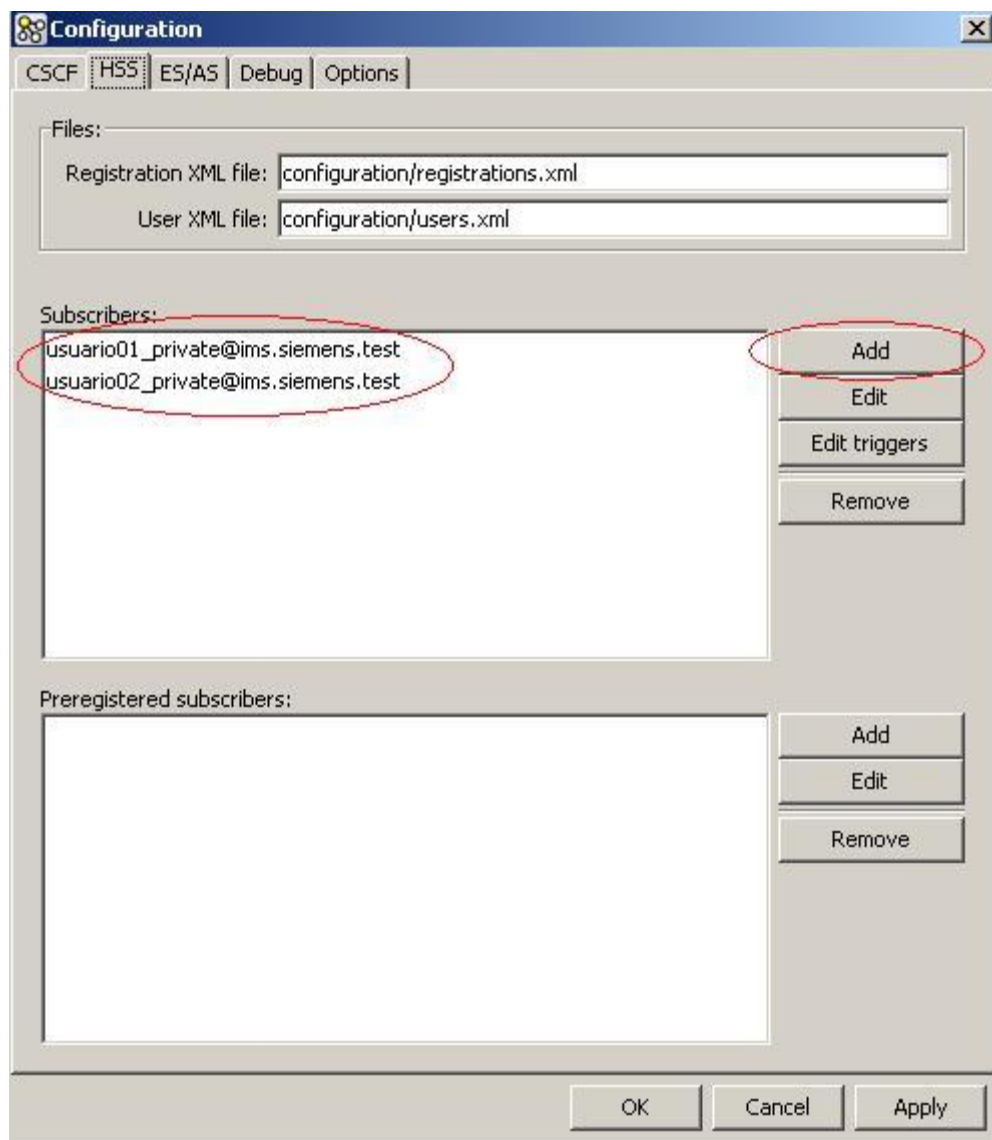 Configuration
CSCF HSS ES/AS Debug Options
Files:
Registration XML file: configuration/registrations.xml
User XML file: configuration/users.xml
Subscribers:
usuario01_private@ims.siemens.test
usuario02_private@ims.siemens.test
Add
Edit
Edit triggers
Remove
Preregistered subscribers:
Add
Edit
Remove
OK Cancel Apply